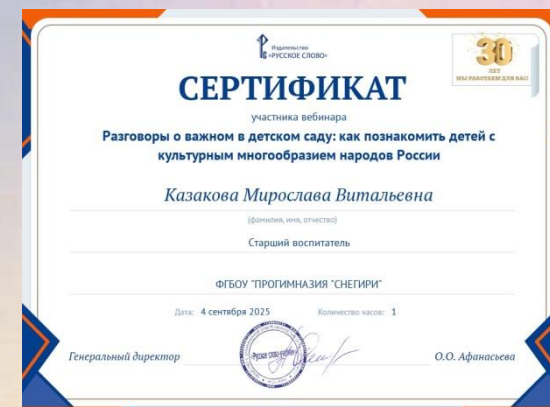 Издательство
«РУССКОЕ СЛОВО»
30
ЛЕТ
МЫ РАБОТАЕМ ДЛЯ ВАС!
СЕРТИФИКАТ
участника вебинара
Разговоры о важном в детском саду: как познакомить детей с
культурным многообразием народов России
Казакова Мирослава Витальевна
(фамилия, имя, отчество)
Старший воспитатель
ФГБОУ "ПРОГИМНАЗИЯ "СНЕГИРИ"
Дата: 4 сентября 2025 Количество часов: 1
Генеральный директор О.О. Афанасьева